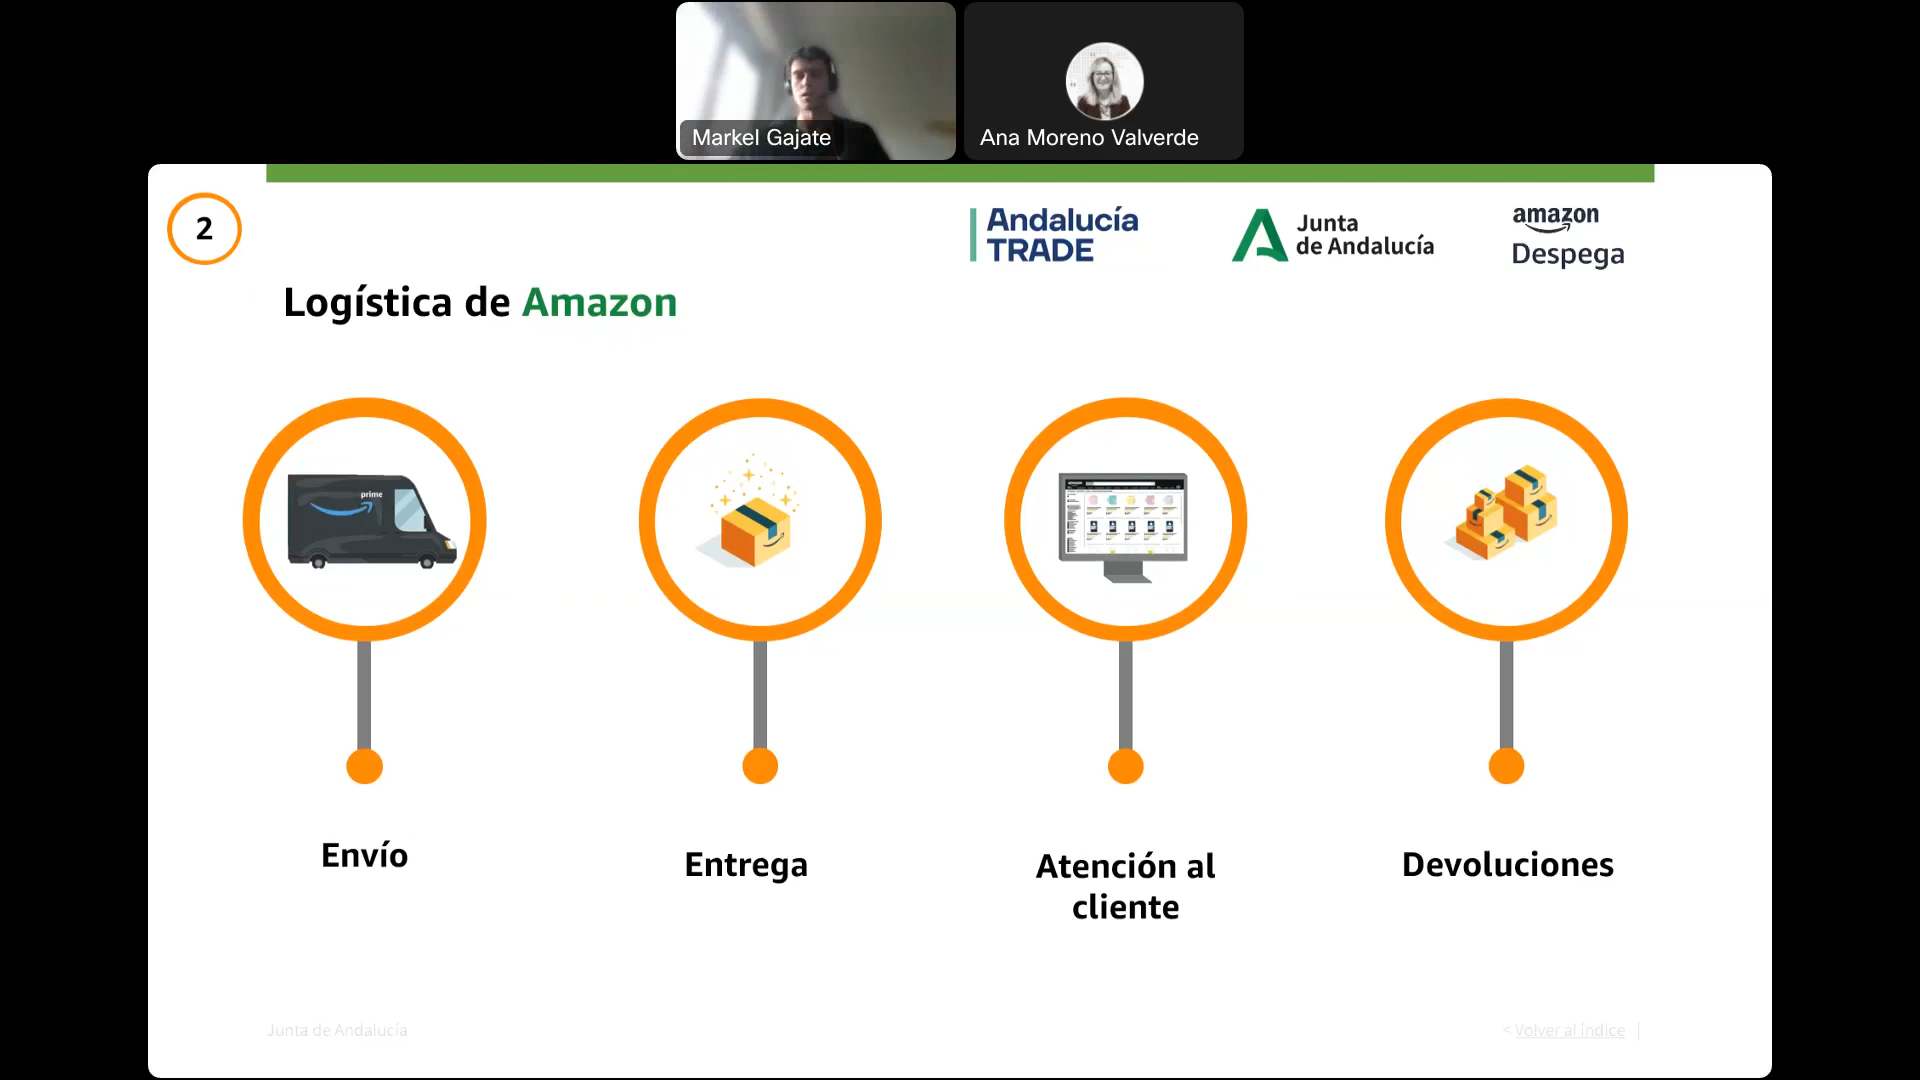 Markel Gajate
Ana Moreno Valverde
2
Andalucía
TRADE
Junta
de Andalucía
amazon
Despega
Logística de Amazon
prime
Envío
Entrega
Atención al
cliente
Devoluciones
Junta de Andalucía
< Volver al índice |